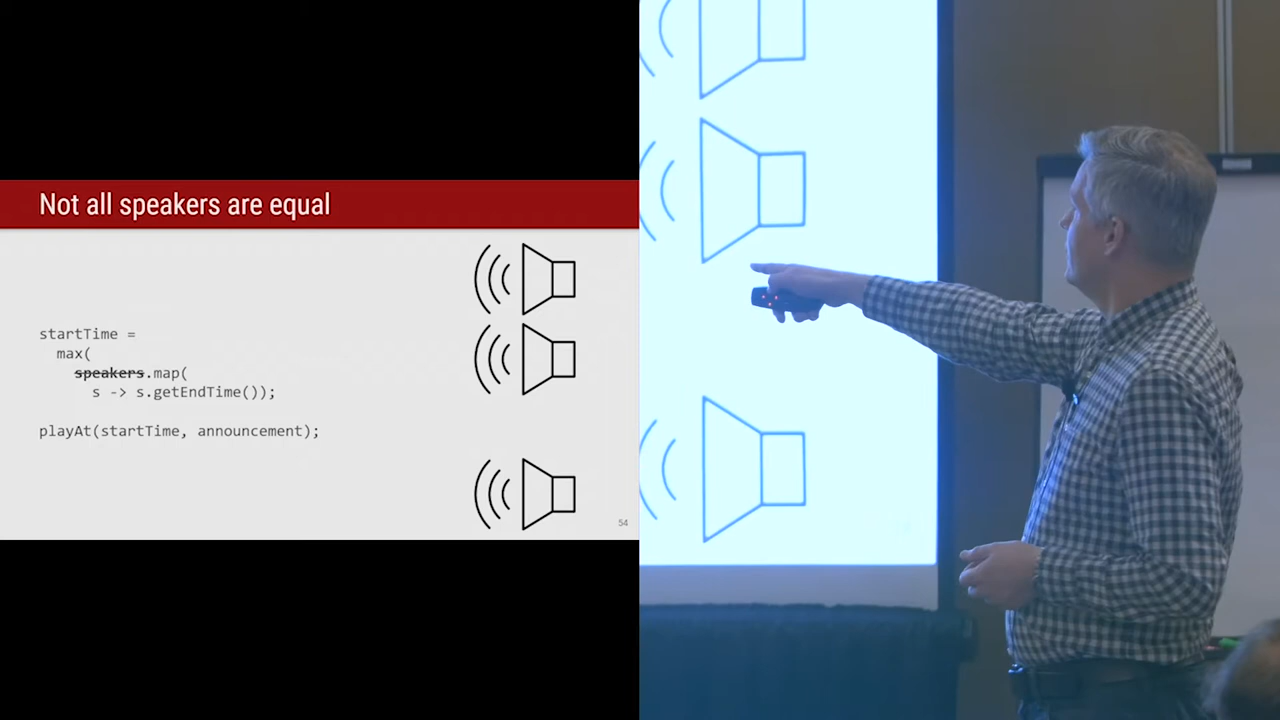 Not all speakers are equal
startTime =
max(
speakers.map(
s -> s.getEndTime());
playAt(startTime, announcement);
54